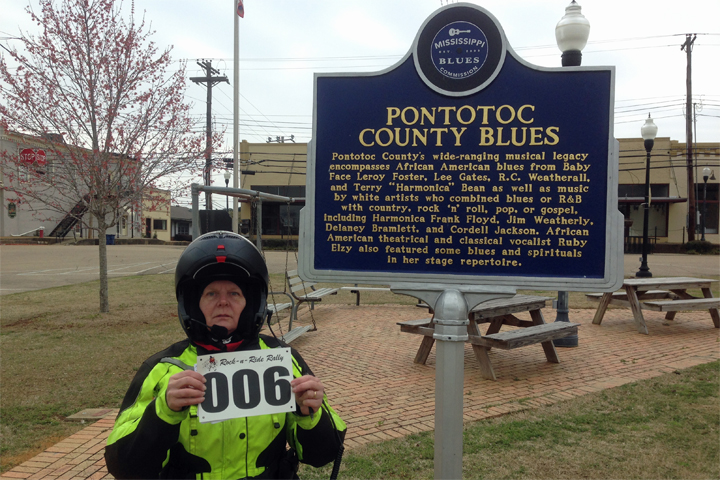 MISSISSIPPI
BLUES
COMMISSION
PONTOTOC
COUNTY BLUES
Pontotoc County's wide-ranging musical legacy
encompasses African American blues from Baby
Face Leroy Foster, Lee Gates, R.C. Weatherall,
and Terry "Harmonica" Bean as well as music
by white artists who combined blues or R&B
with country, rock 'n' roll, pop, or gospel,
including Harmonica Frank Floyd, Jim Weatherly,
Delaney Bramlett, and Cordell Jackson. African
American theatrical and classical vocalist Ruby
Elzy also featured some blues and spirituals
in her stage repertoire.
STOP
Rock-n-Ride Rally
006